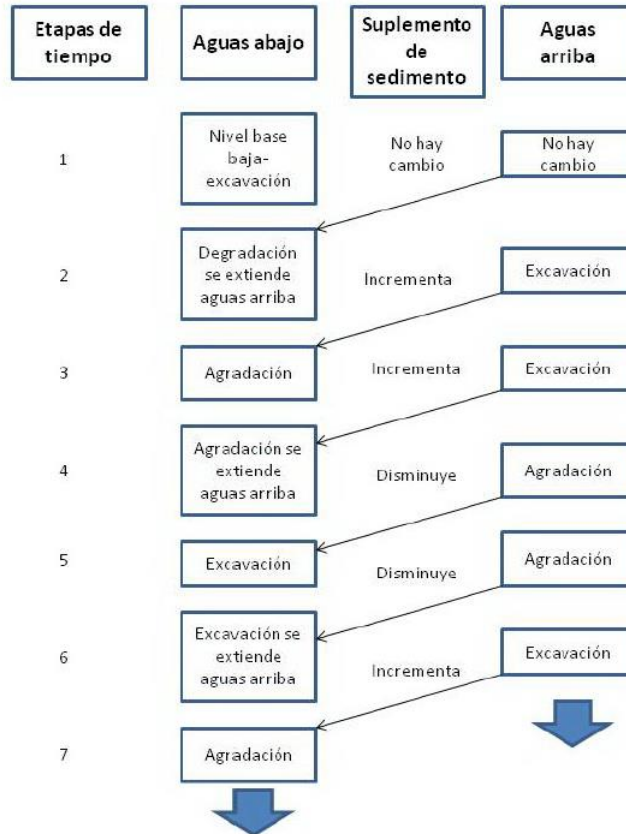 Etapas de
tiempo
Aguas abajo
Suplemento
de
sedimento
Aguas
arriba
1
Nivel base
baja-
excavación
No hay
cambio
No hay
cambio
2
Degradación
se extiende
aguas arriba
Incrementa
Excavación
3
Agradación
Incrementa
Excavación
4
Agradación se
extiende
aguas arriba
Disminuye
Agradación
5
Excavación
Disminuye
Agradación
6
Excavación se
extiende
aguas arriba
Incrementa
Excavación
7
Agradación